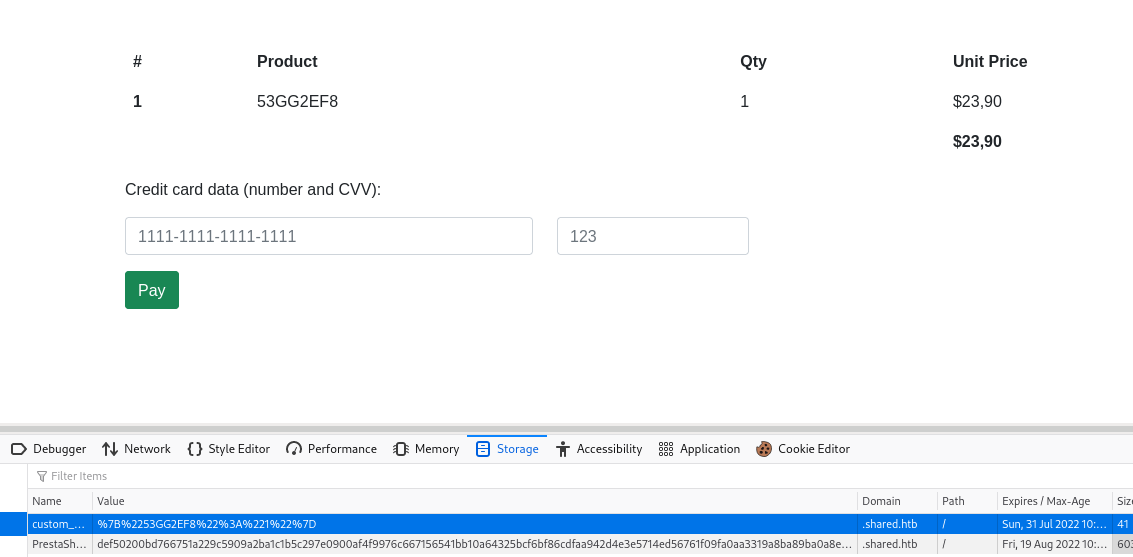 # Product Qty Unit Price
1 53GG2EF8 1 $23,90
$23,90
Credit card data (number and CVV):
1111-1111-1111-1111 123
Pay
Debugger Network Style Editor Performance Memory Storage Accessibility Application Cookie Editor
Filter Items
Name Value Domain Path Expires / Max-Age Size
custom_... %7B%2253GG2EF8%22%3A%221%22%7D .shared.htb / Sun, 31 Jul 2022 10:... 41
PrestaSh... def50200bd766751a229c5909a2ba1c1b5c297e0900af4f9976c667156541bb10a64325bcf6bf86cdfaa942d4e3e5714ed56761f09fa0aa3319a8ba89ba0a8e... .shared.htb / Fri, 19 Aug 2022 10:... 603